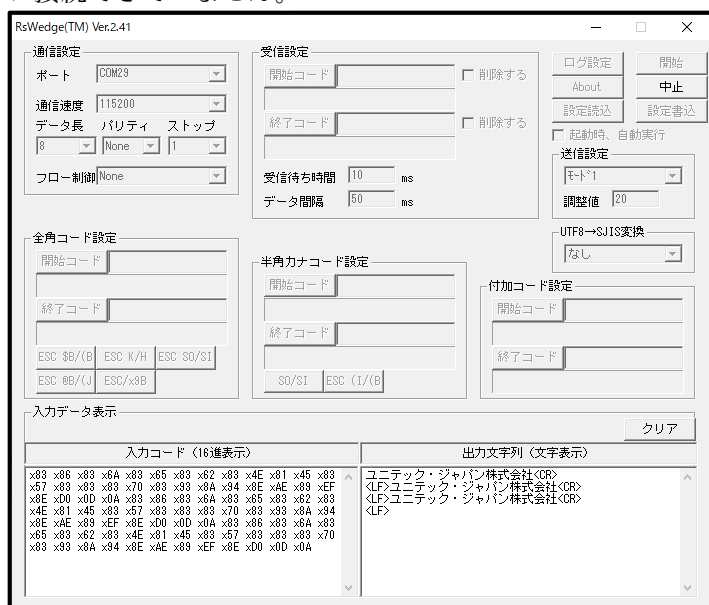 に接続できていません。
RsWedge(TM) Ver.2.41
通信設定
ポート COM29
通信速度 115200
データ長 パリティ ストップ
8 None 1
フロー制御 None
受信設定
開始コード 削除する
終了コード 削除する
受信待ち時間 10 ms
データ間隔 50 ms
ログ設定 開始
About 中止
設定読込 設定書込
起動時、自動実行
送信設定
ﾓｰﾄﾞ1
調整値 20
UTF8→SJIS変換
なし
全角コード設定
開始コード
終了コード
ESC $B/(B ESC K/H ESC SO/SI
ESC @B/(J ESC/x9B
半角カナコード設定
開始コード
終了コード
SO/SI ESC (I/(B
付加コード設定
開始コード
終了コード
入力データ表示
クリア
入力コード（16進表示）
x83 x86 x83 x6A x83 x65 x83 x62 x83 x4E x81 x45 x83
x57 x83 x83 x83 x70 x83 x93 x8A x94 x8E xAE x89 xEF
x8E xD0 x0D x0A x83 x86 x83 x6A x83 x65 x83 x62 x83
x4E x81 x45 x83 x57 x83 x83 x83 x70 x83 x93 x8A x94
x8E xAE x89 xEF x8E xD0 x0D x0A x83 x86 x83 x6A x83
x65 x83 x62 x83 x4E x81 x45 x83 x57 x83 x83 x83 x70
x83 x93 x8A x94 x8E xAE x89 xEF x8E xD0 x0D x0A
出力文字列（文字表示）
ユニテック・ジャパン株式会社<CR>
<LF>ユニテック・ジャパン株式会社<CR>
<LF>ユニテック・ジャパン株式会社<CR>
<LF>